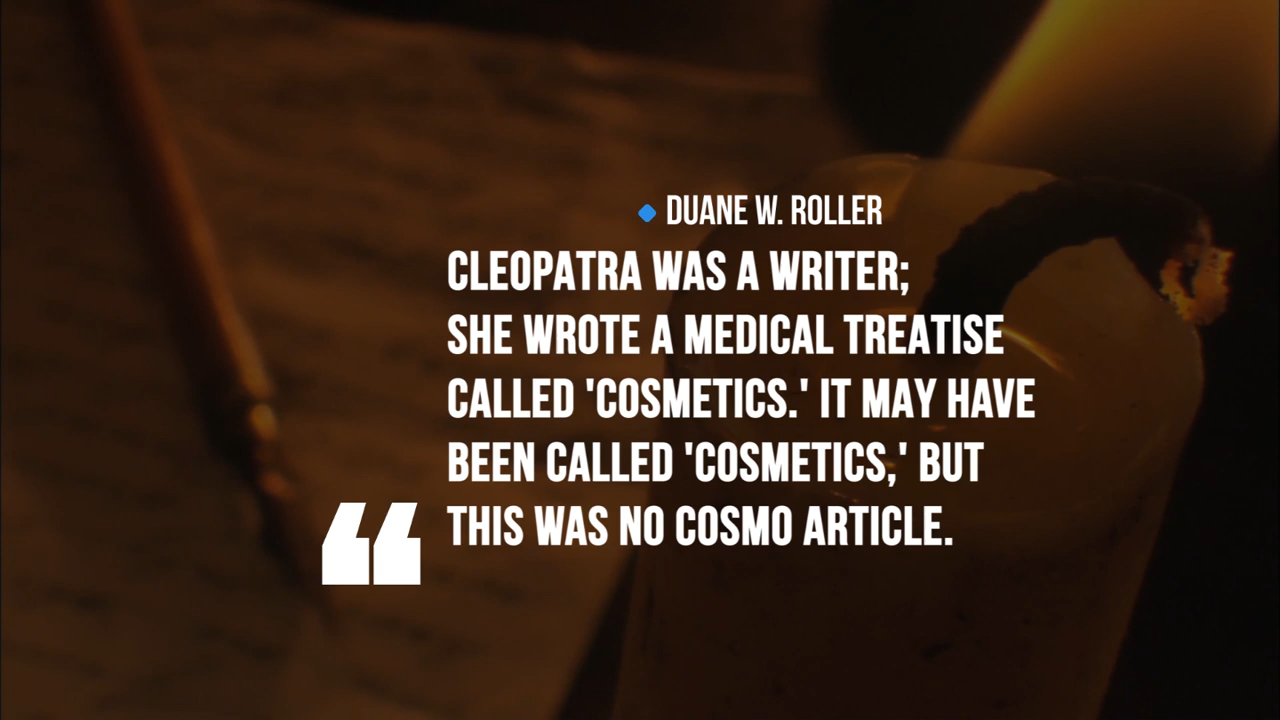 DUANE W. ROLLER
CLEOPATRA WAS A WRITER;
SHE WROTE A MEDICAL TREATISE
CALLED 'COSMETICS.' IT MAY HAVE
BEEN CALLED 'COSMETICS,' BUT
THIS WAS NO COSMO ARTICLE.
“